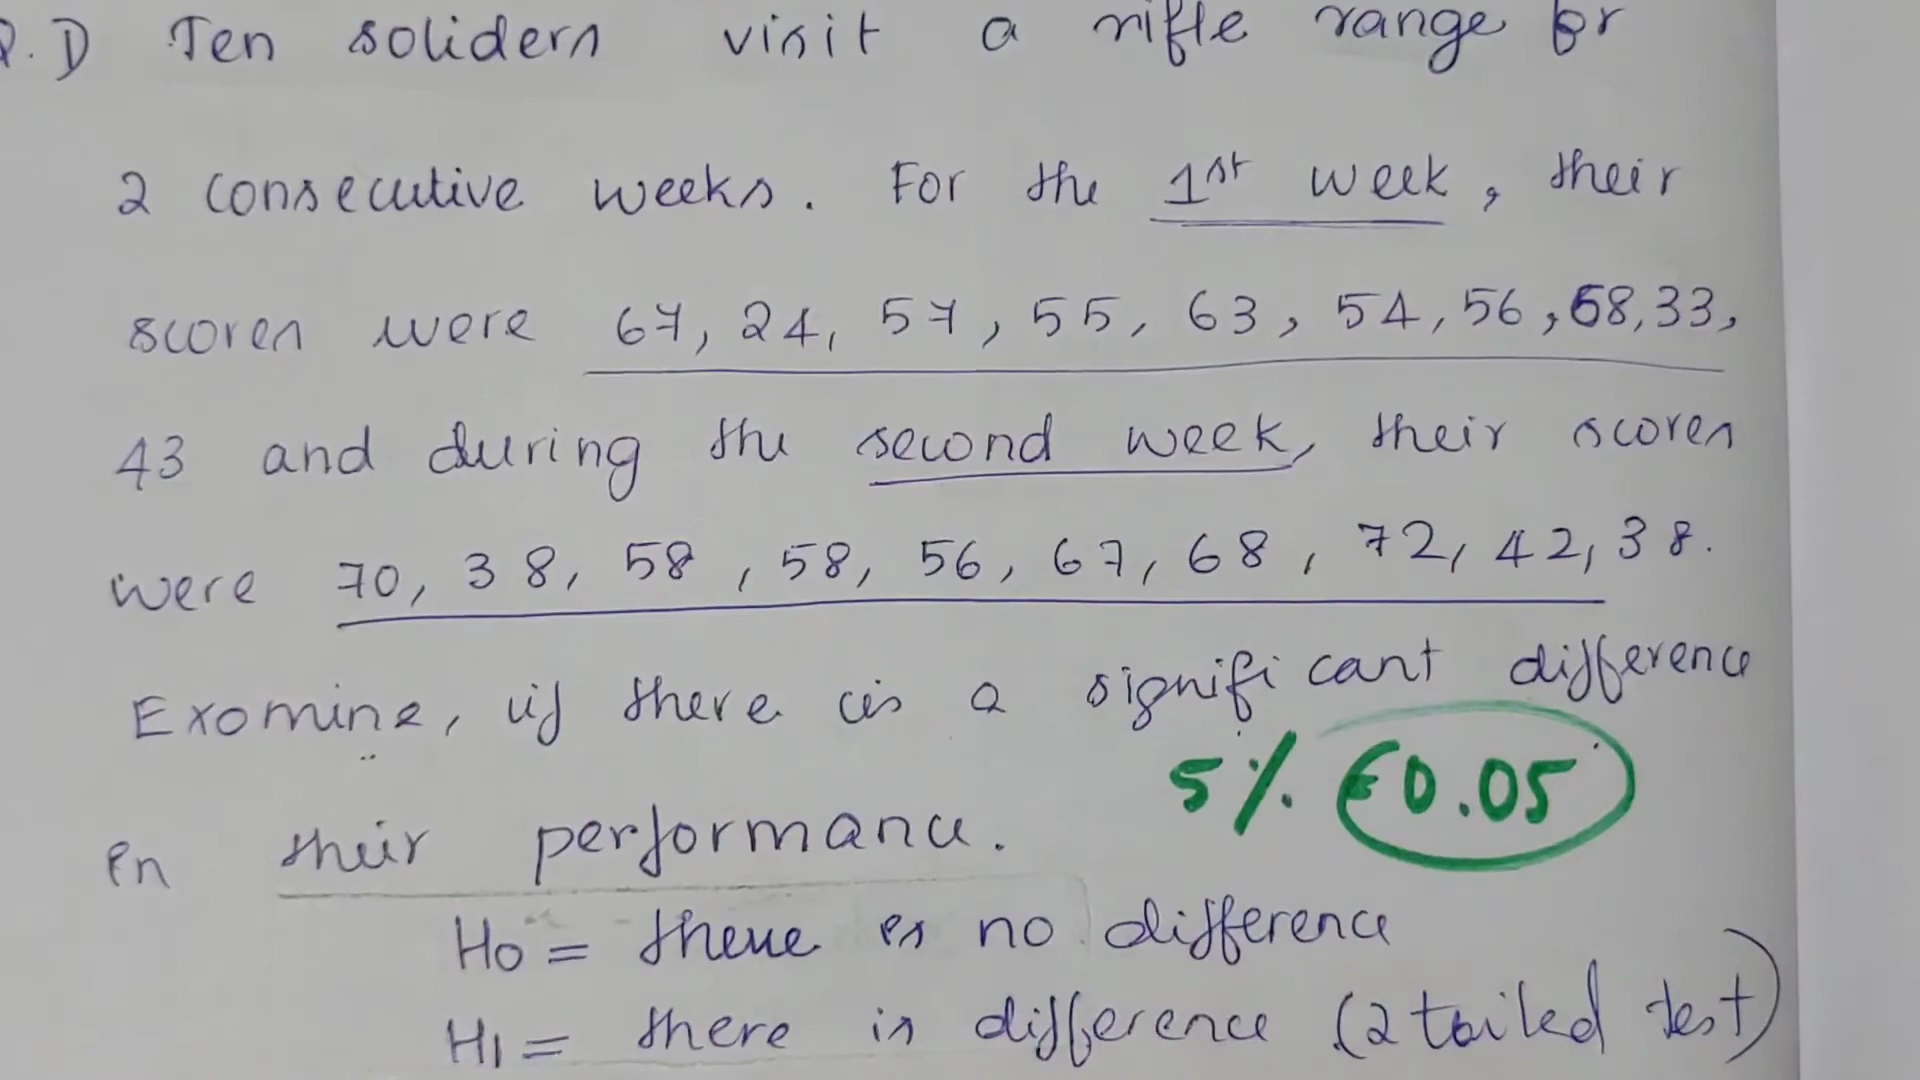 Q.D Ten soliders visit a rifle range for
2 consecutive weeks. For the 1st week, their
scores were 67, 24, 57, 55, 63, 54, 56, 68, 33,
43 and during the second week, their scores
were 70, 38, 58, 58, 56, 67, 68, 72, 42, 38.
Examine, if there is a significant difference
5% €0.05
in their performance.
H0 = there is no difference
H1 = there is difference (2 tailed test)